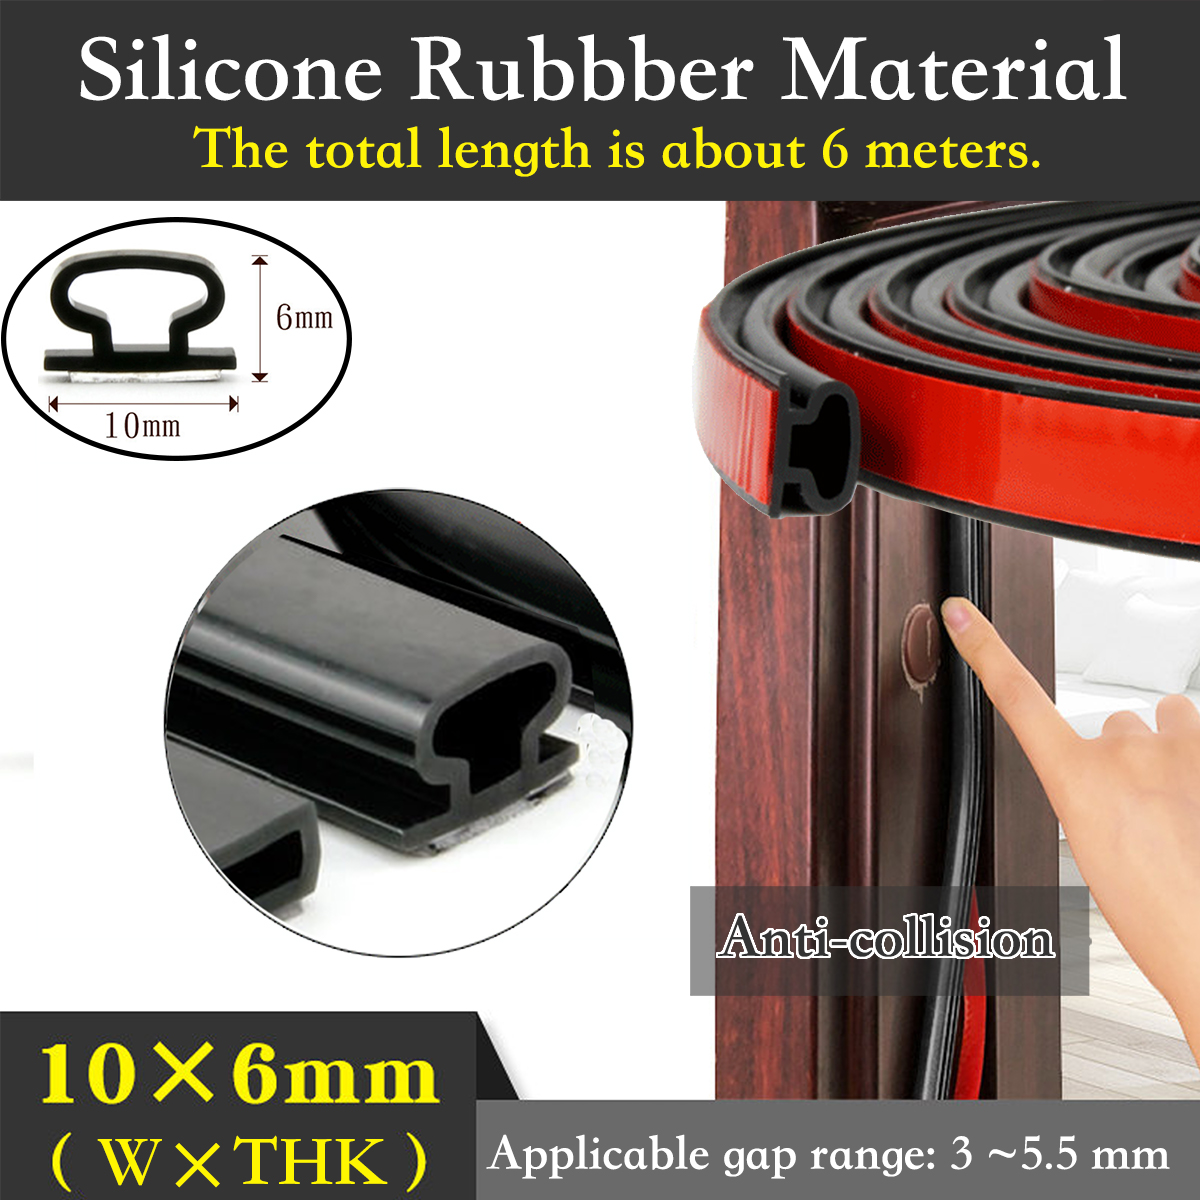 Silicone Rubbber Material
The total length is about 6 meters.
6mm
10mm
Anti-collision
10×6mm
( W×THK )
Applicable gap range: 3 ~5.5 mm